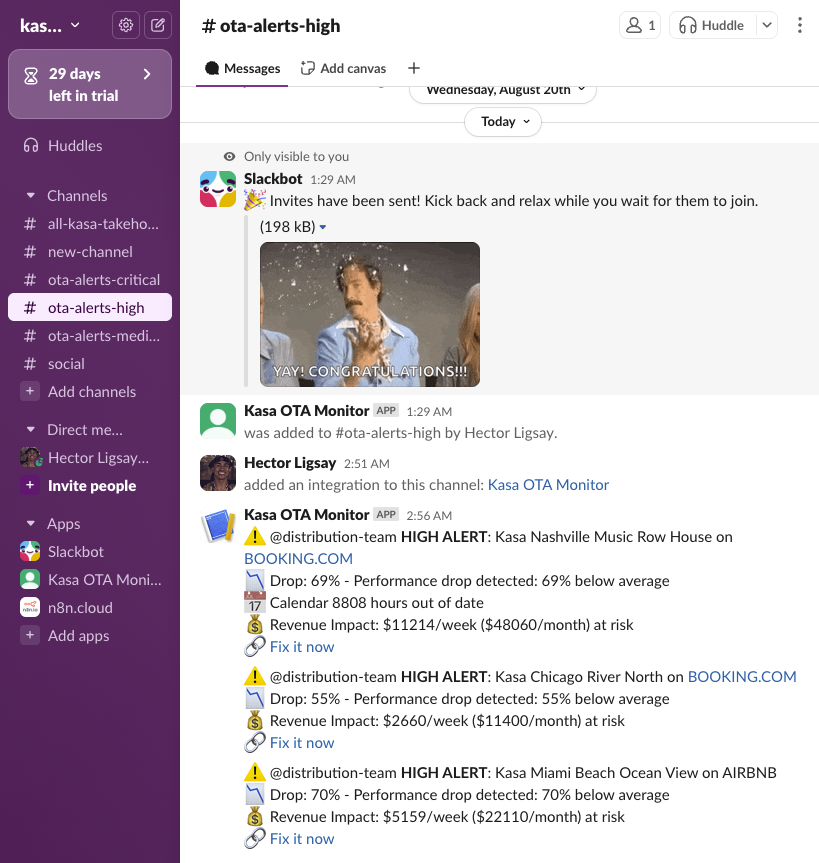 kas...
29 days
left in trial
Huddles
Channels
# all-kasa-takeho...
# new-channel
# ota-alerts-critical
# ota-alerts-high
# ota-alerts-medi...
# social
+ Add channels
Direct me...
Hector Ligsay...
+ Invite people
Apps
Slackbot
Kasa OTA Moni...
n8n.cloud
+ Add apps
# ota-alerts-high
1
Huddle
Messages
Add canvas
+
Wednesday, August 20th
Today
Only visible to you
Slackbot 1:29 AM
🎉 Invites have been sent! Kick back and relax while you wait for them to join.
(198 kB)
YAY! CONGRATULATIONS!!!
Kasa OTA Monitor APP 1:29 AM
was added to #ota-alerts-high by Hector Ligsay.
Hector Ligsay 2:51 AM
added an integration to this channel: Kasa OTA Monitor
Kasa OTA Monitor APP 2:56 AM
⚠️ @distribution-team HIGH ALERT: Kasa Nashville Music Row House on
BOOKING.COM
📉 Drop: 69% - Performance drop detected: 69% below average
📅 Calendar 8808 hours out of date
💰 Revenue Impact: $11214/week ($48060/month) at risk
🔗 Fix it now
⚠️ @distribution-team HIGH ALERT: Kasa Chicago River North on BOOKING.COM
📉 Drop: 55% - Performance drop detected: 55% below average
💰 Revenue Impact: $2660/week ($11400/month) at risk
🔗 Fix it now
⚠️ @distribution-team HIGH ALERT: Kasa Miami Beach Ocean View on AIRBNB
📉 Drop: 70% - Performance drop detected: 70% below average
💰 Revenue Impact: $5159/week ($22110/month) at risk
🔗 Fix it now